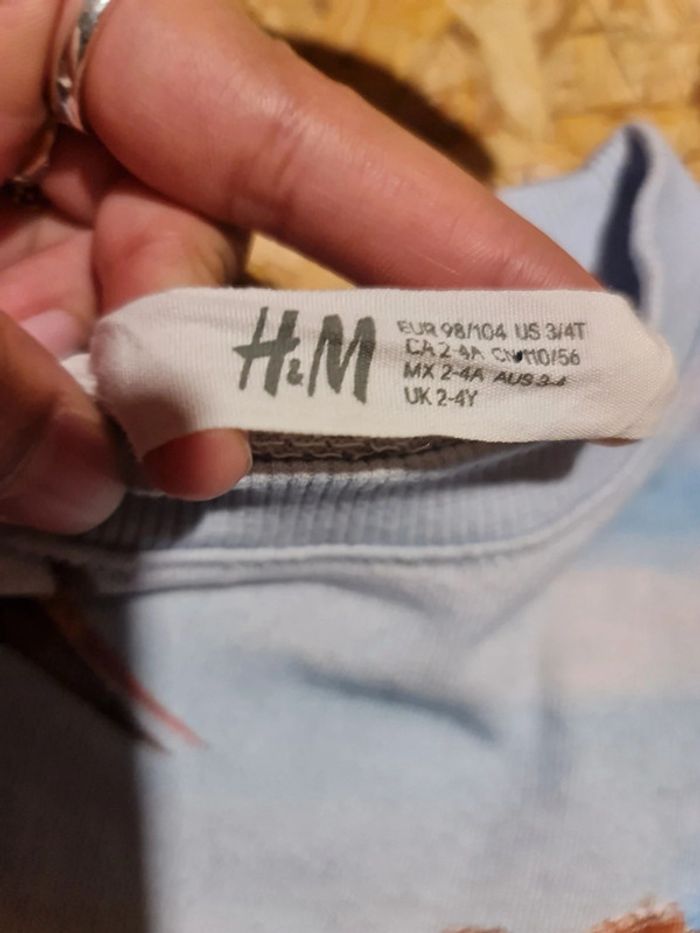 H&M
EUR 98/104 US 3/4T
CA 2-4A CN 110/56
MX 2-4A AUS 3-4
UK 2-4Y